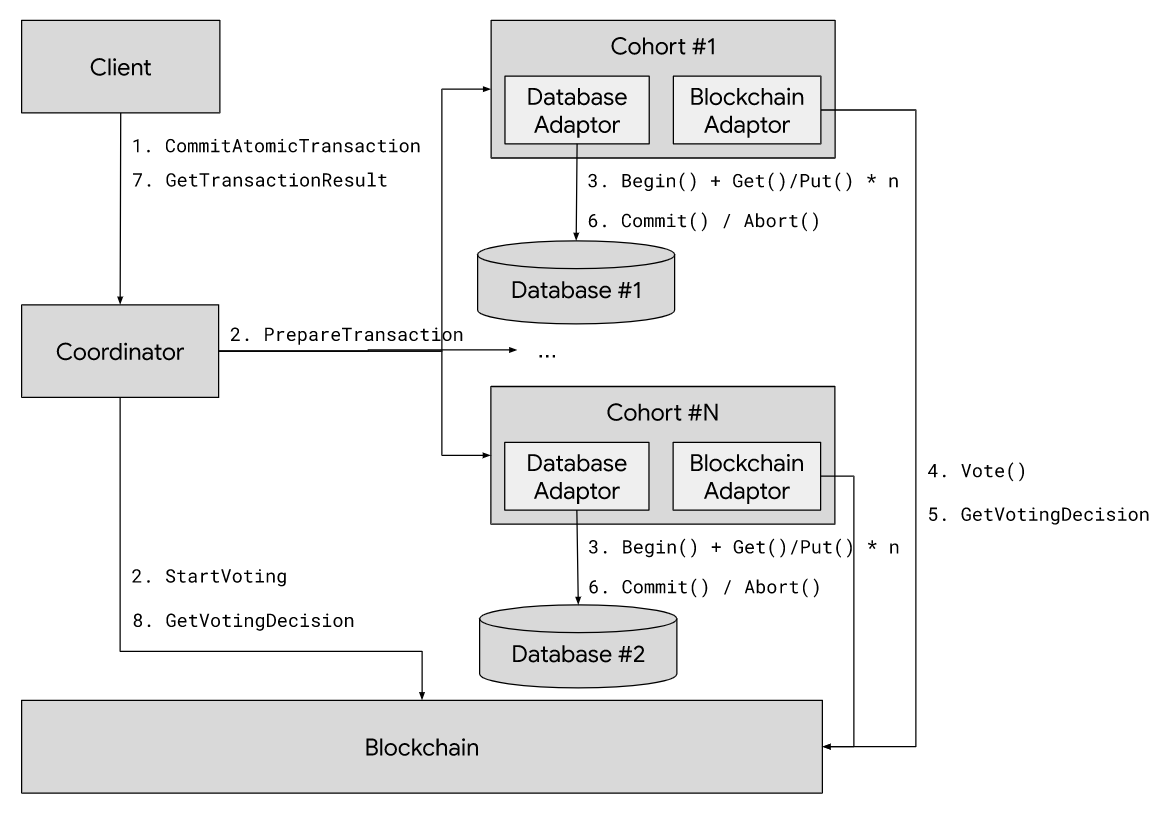 Client
1. CommitAtomicTransaction
7. GetTransactionResult
Coordinator
2. PrepareTransaction
...
Cohort #1
Database
Adaptor
Blockchain
Adaptor
3. Begin() + Get()/Put() * n
6. Commit() / Abort()
Database #1
Cohort #N
Database
Adaptor
Blockchain
Adaptor
3. Begin() + Get()/Put() * n
6. Commit() / Abort()
Database #2
4. Vote()
5. GetVotingDecision
2. StartVoting
8. GetVotingDecision
Blockchain